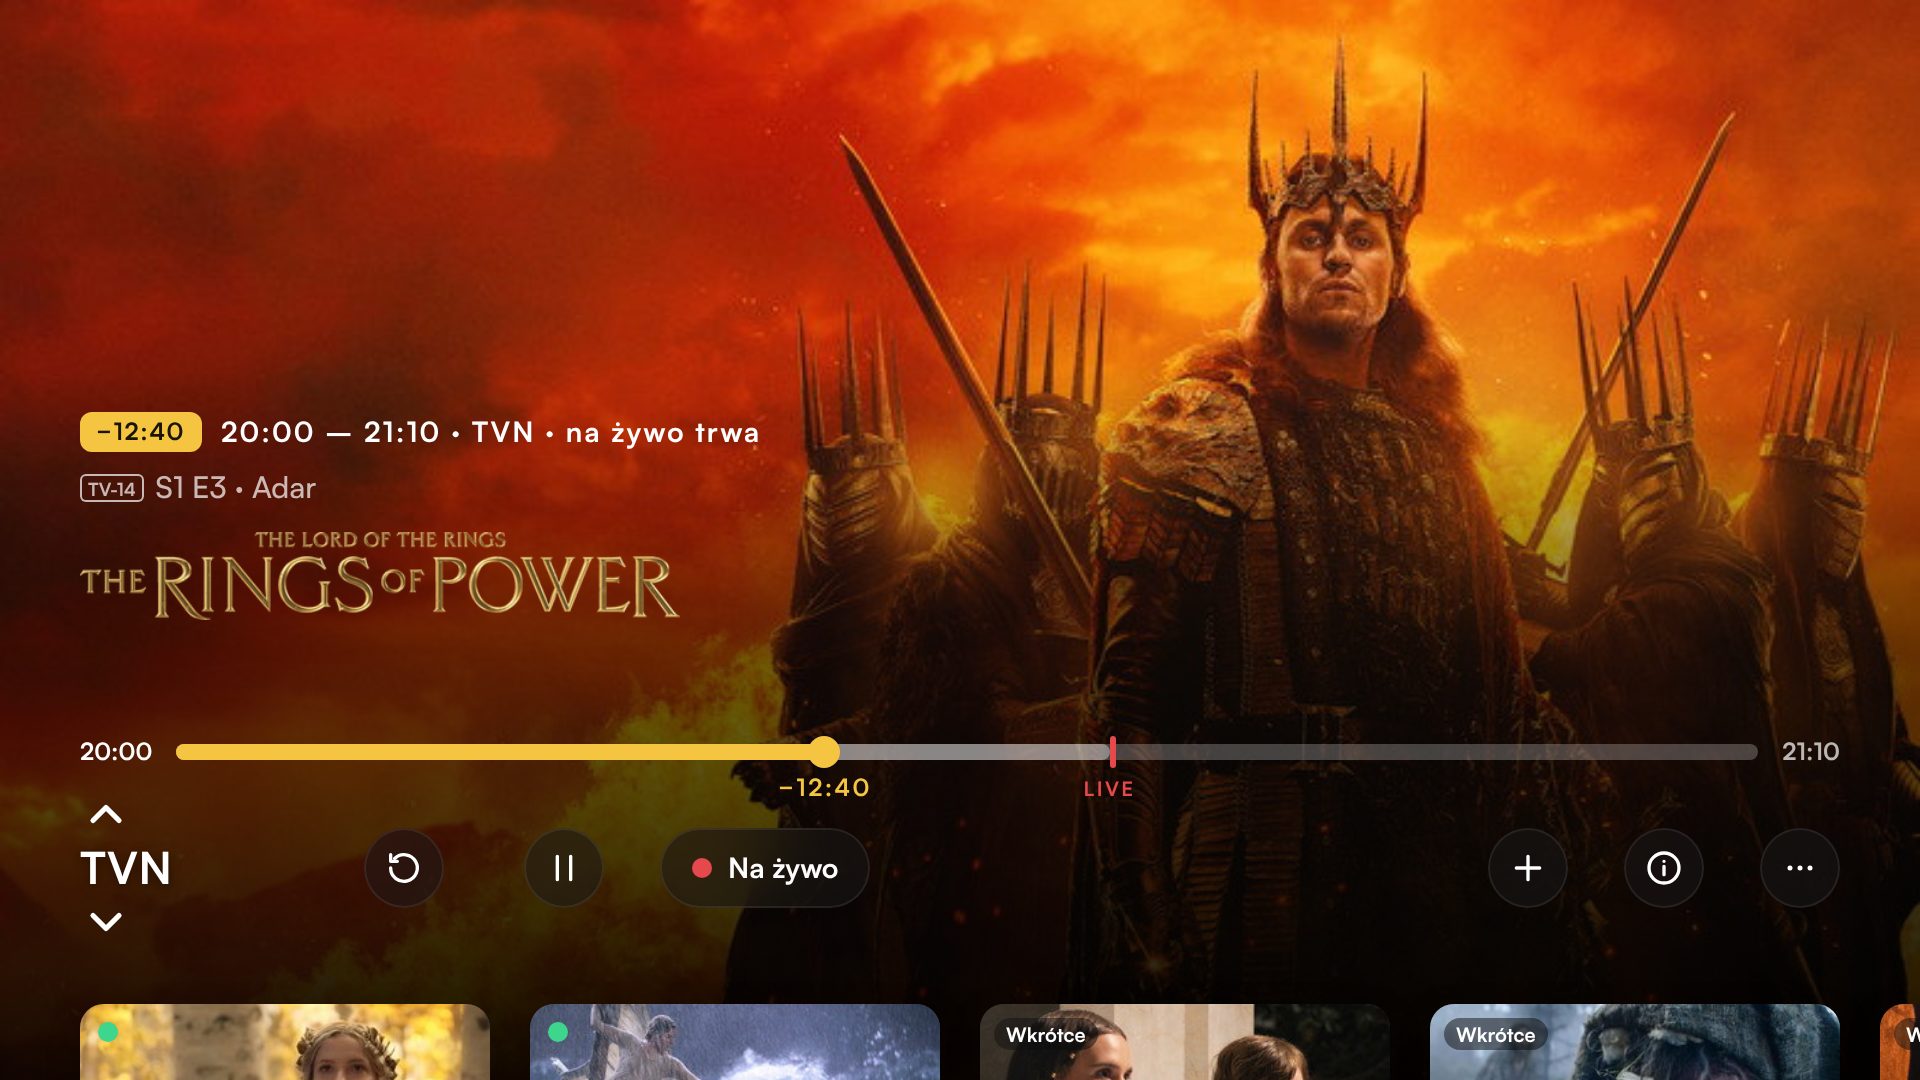 −12:40 20:00 — 21:10 • TVN • na żywo trwa
TV-14 S1 E3 • Adar
THE LORD OF THE RINGS
THE RINGS OF POWER
20:00 21:10
−12:40 LIVE
TVN
Na żywo
Wkrótce Wkrótce